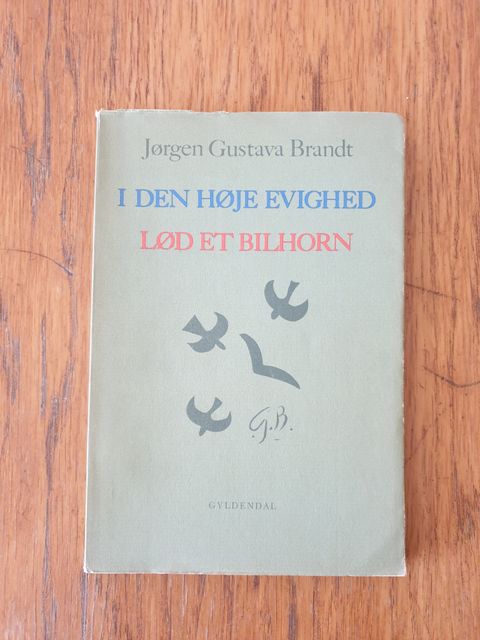 Jørgen Gustava Brandt
I DEN HØJE EVIGHED
LØD ET BILHORN
G.B.
GYLDENDAL